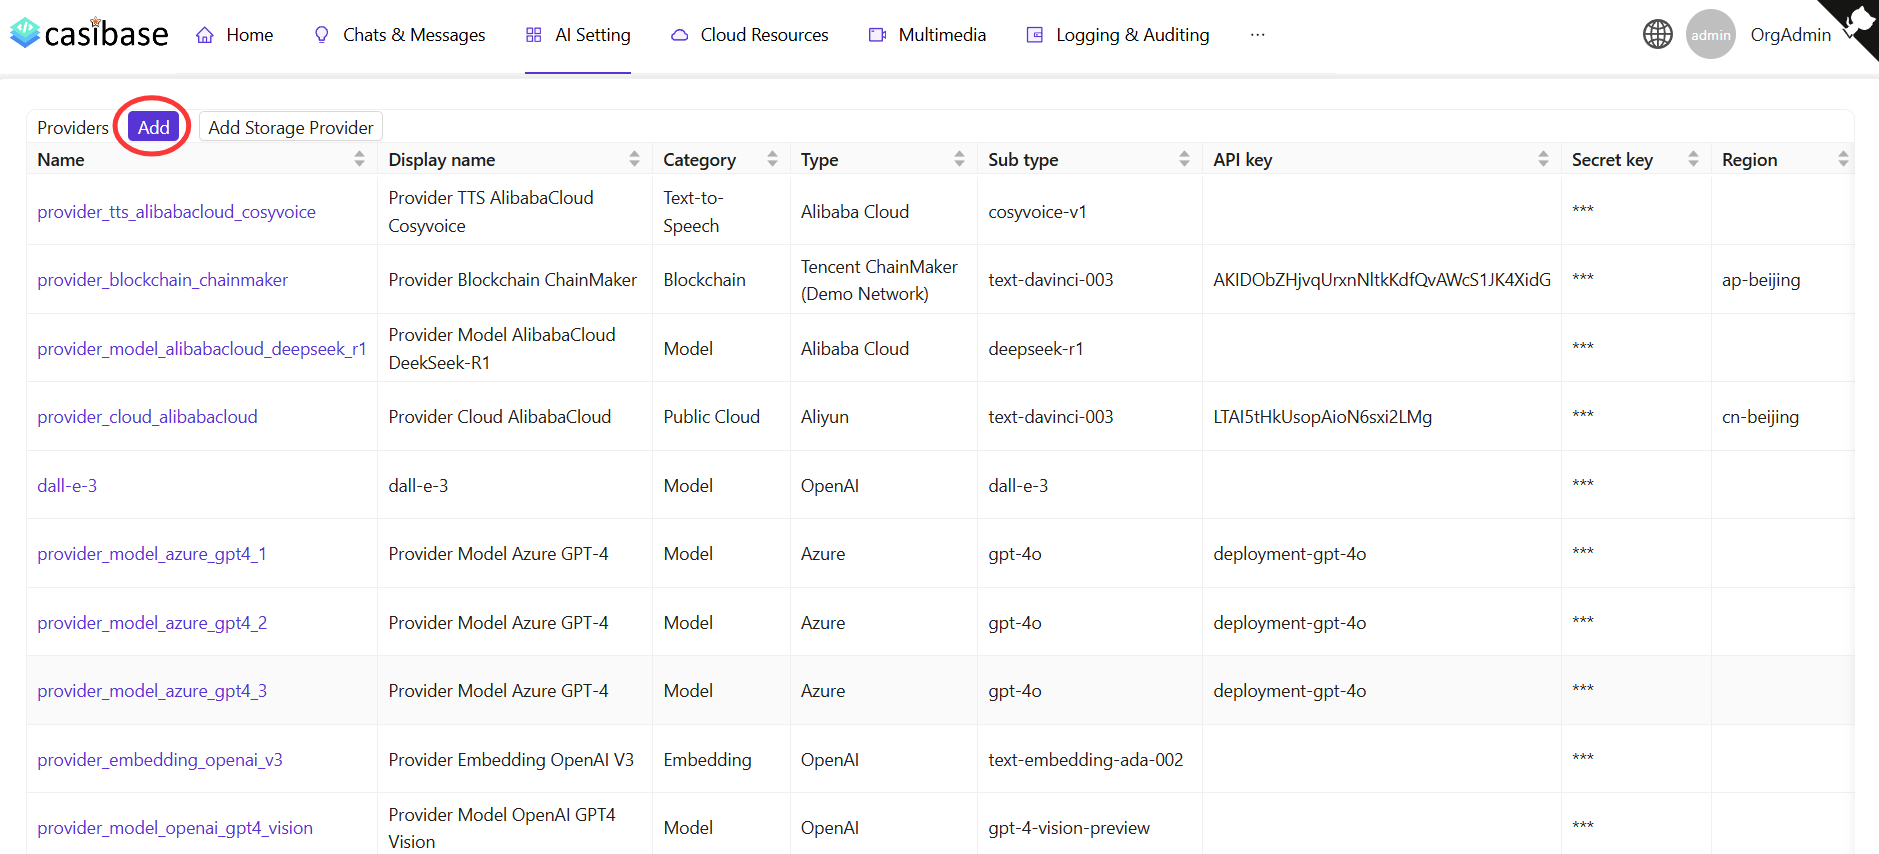 casibase
Home
Chats & Messages
AI Setting
Cloud Resources
Multimedia
Logging & Auditing
...
admin
OrgAdmin
Providers
Add
Add Storage Provider
Name Display name Category Type Sub type API key Secret key Region
provider_tts_alibabacloud_cosyvoice
Provider TTS AlibabaCloud
Cosyvoice
Text-to-
Speech
Alibaba Cloud
cosyvoice-v1
***
provider_blockchain_chainmaker
Provider Blockchain ChainMaker
Blockchain
Tencent ChainMaker
(Demo Network)
text-davinci-003
AKIDObZHjvqUrxnNltkKdfQvAWcS1JK4XidG
***
ap-beijing
provider_model_alibabacloud_deepseek_r1
Provider Model AlibabaCloud
DeekSeek-R1
Model
Alibaba Cloud
deepseek-r1
***
provider_cloud_alibabacloud
Provider Cloud AlibabaCloud
Public Cloud
Aliyun
text-davinci-003
LTAI5tHkUsopAioN6sxi2LMg
***
cn-beijing
dall-e-3
dall-e-3
Model
OpenAI
dall-e-3
***
provider_model_azure_gpt4_1
Provider Model Azure GPT-4
Model
Azure
gpt-4o
deployment-gpt-4o
***
provider_model_azure_gpt4_2
Provider Model Azure GPT-4
Model
Azure
gpt-4o
deployment-gpt-4o
***
provider_model_azure_gpt4_3
Provider Model Azure GPT-4
Model
Azure
gpt-4o
deployment-gpt-4o
***
provider_embedding_openai_v3
Provider Embedding OpenAI V3
Embedding
OpenAI
text-embedding-ada-002
***
provider_model_openai_gpt4_vision
Provider Model OpenAI GPT4
Vision
Model
OpenAI
gpt-4-vision-preview
***